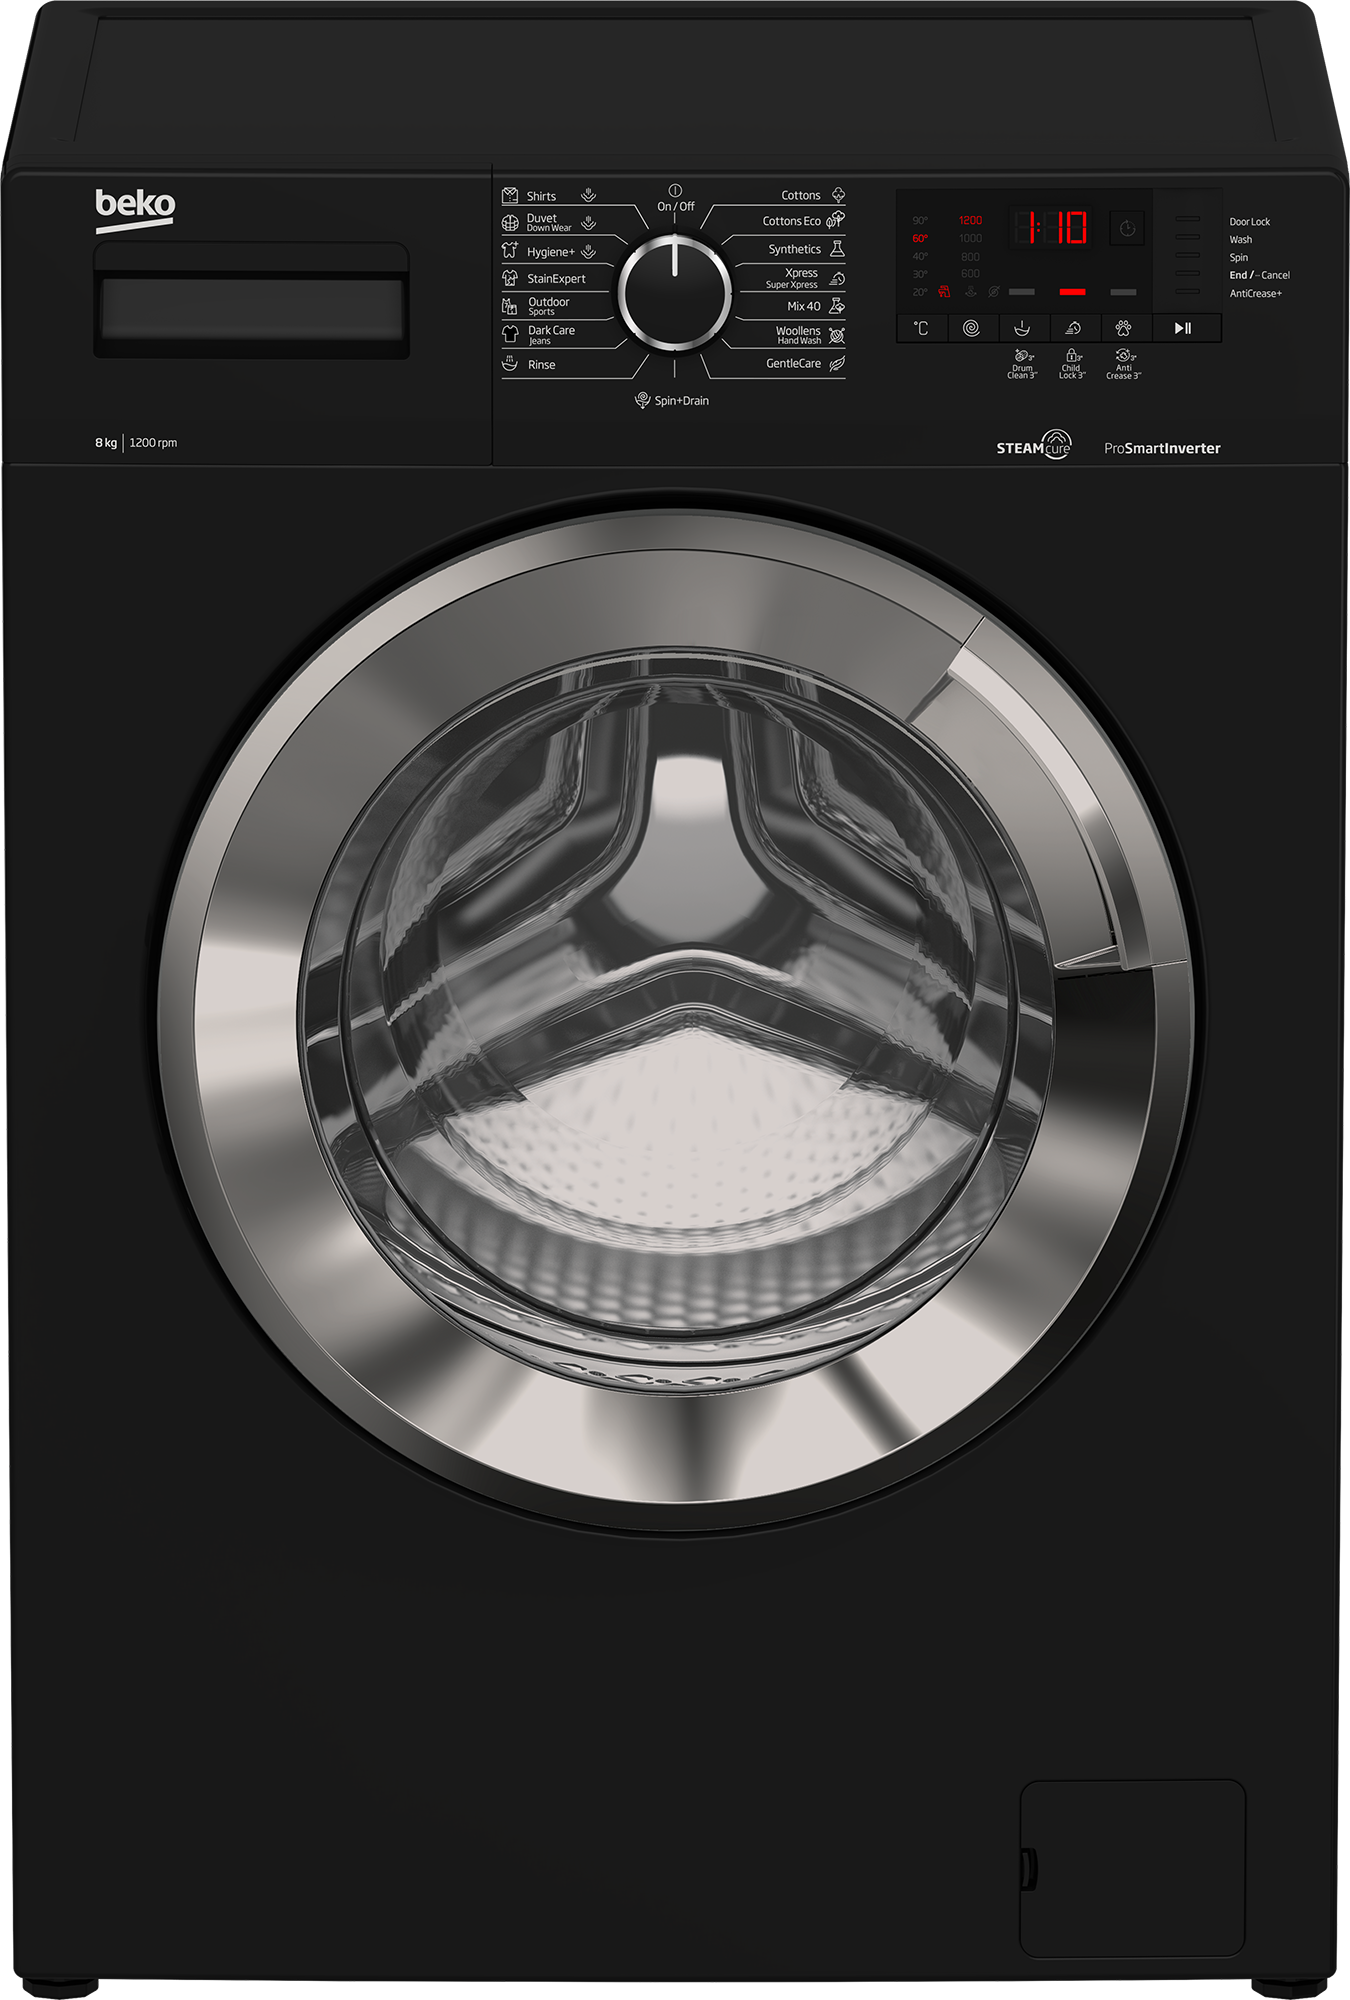 beko
8 kg | 1200 rpm
Shirts
Duvet
Down Wear
Hygiene+
StainExpert
Outdoor
Sports
Dark Care
Jeans
Rinse
On / Off
Spin+Drain
Cottons
Cottons Eco
Synthetics
Xpress
Super Xpress
Mix 40
Woollens
Hand Wash
GentleCare
90° 1200
60° 1000
40° 800
30° 600
20°
1:10
°C
Door Lock
Wash
Spin
End / -- Cancel
AntiCrease+
3"
Drum
Clean 3"
3"
Child
Lock 3"
3"
Anti
Crease 3"
STEAMcure
ProSmartInverter